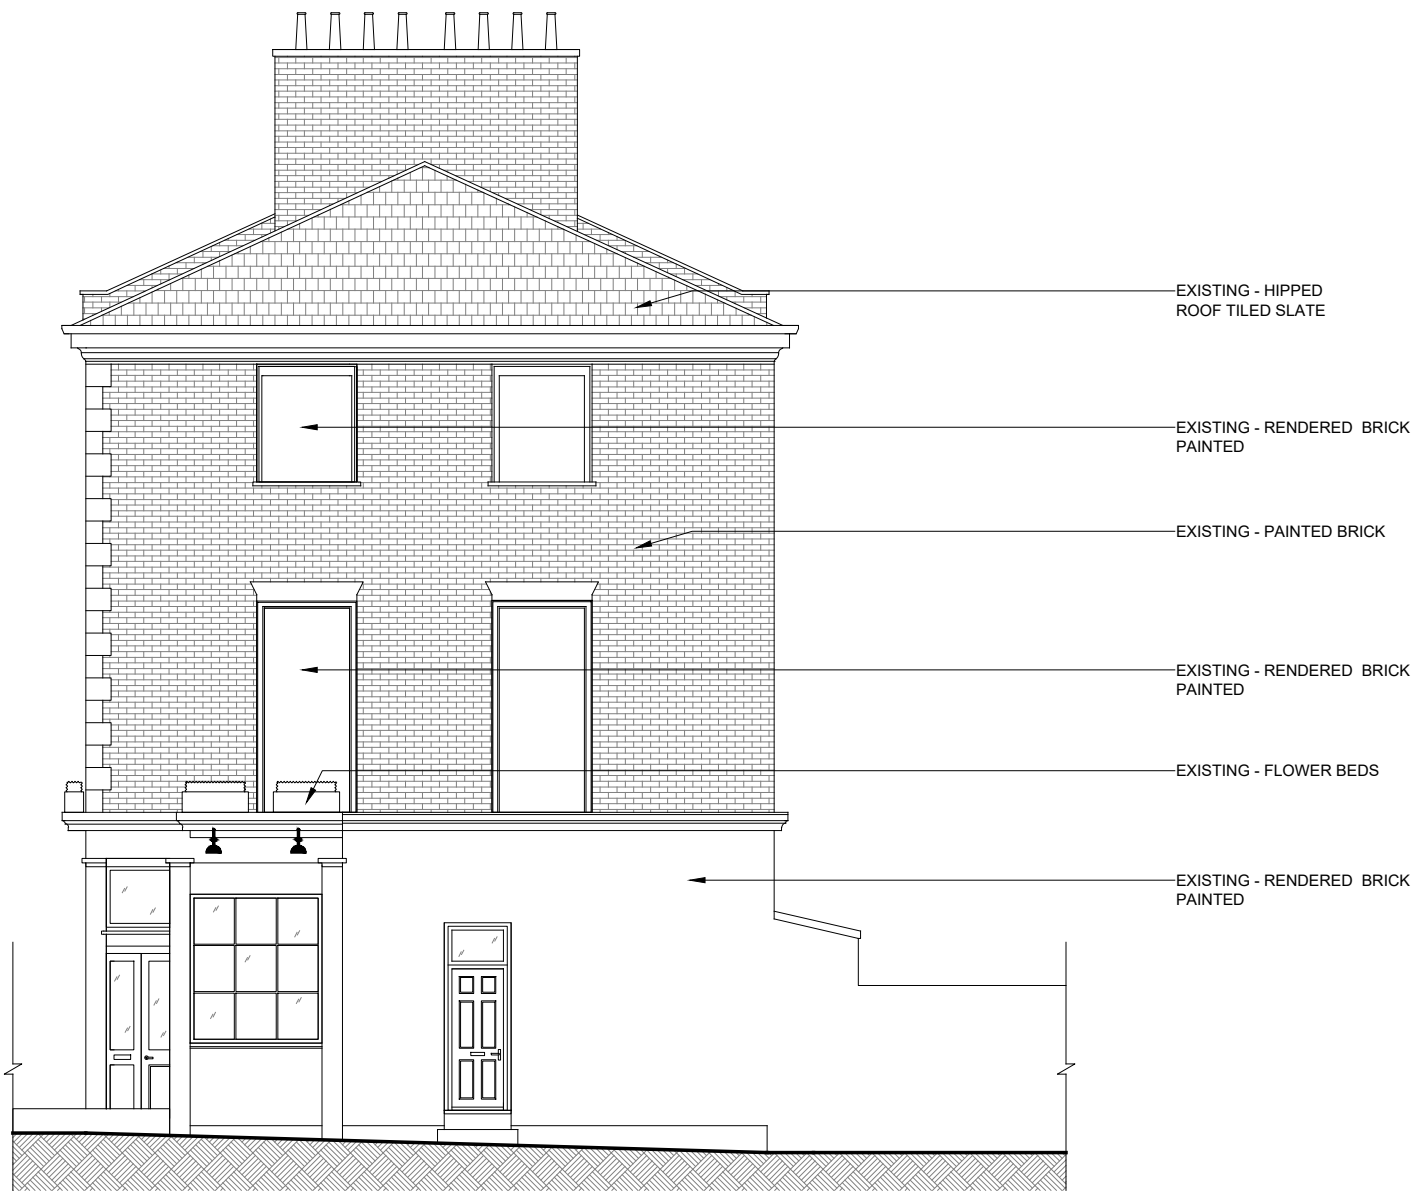 EXISTING - HIPPED
ROOF TILED SLATE
EXISTING - RENDERED BRICK
PAINTED
EXISTING - PAINTED BRICK
EXISTING - RENDERED BRICK
PAINTED
EXISTING - FLOWER BEDS
EXISTING - RENDERED BRICK
PAINTED